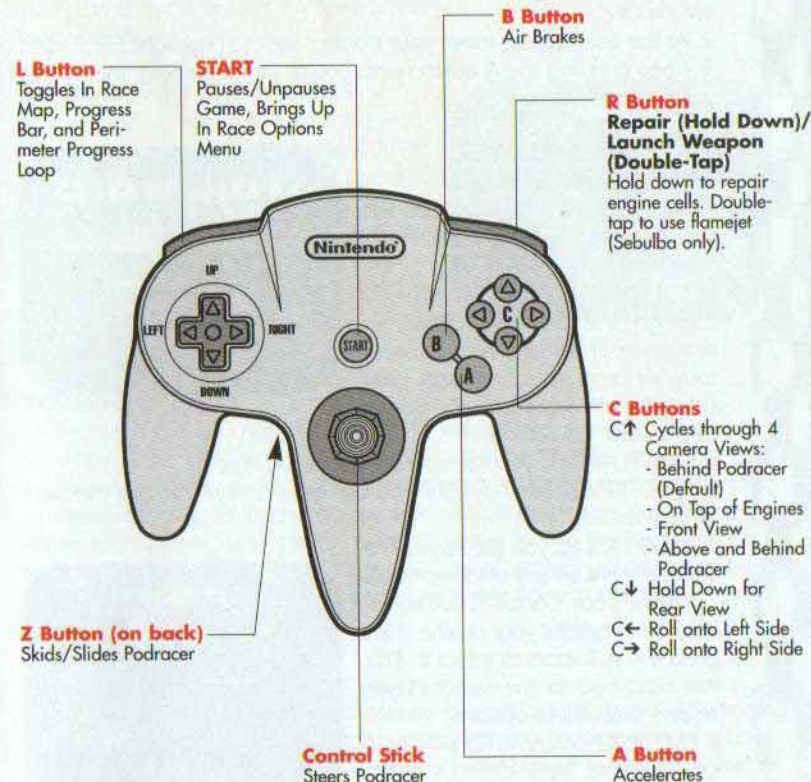 B Button
Air Brakes
L Button
Toggles In Race
Map, Progress
Bar, and Peri-
meter Progress
Loop
START
Pauses/Unpauses
Game, Brings Up
In Race Options
Menu
R Button
Repair (Hold Down)/
Launch Weapon
(Double-Tap)
Hold down to repair
engine cells. Double-
tap to use flamejet
(Sebulba only).
Nintendo
UP
LEFT
RIGHT
DOWN
START
B
A
C
C Buttons
C↑ Cycles through 4
Camera Views:
- Behind Podracer
(Default)
- On Top of Engines
- Front View
- Above and Behind
Podracer
C↓ Hold Down for
Rear View
C← Roll onto Left Side
C→ Roll onto Right Side
Z Button (on back)
Skids/Slides Podracer
Control Stick
Steers Podracer
A Button
Accelerates